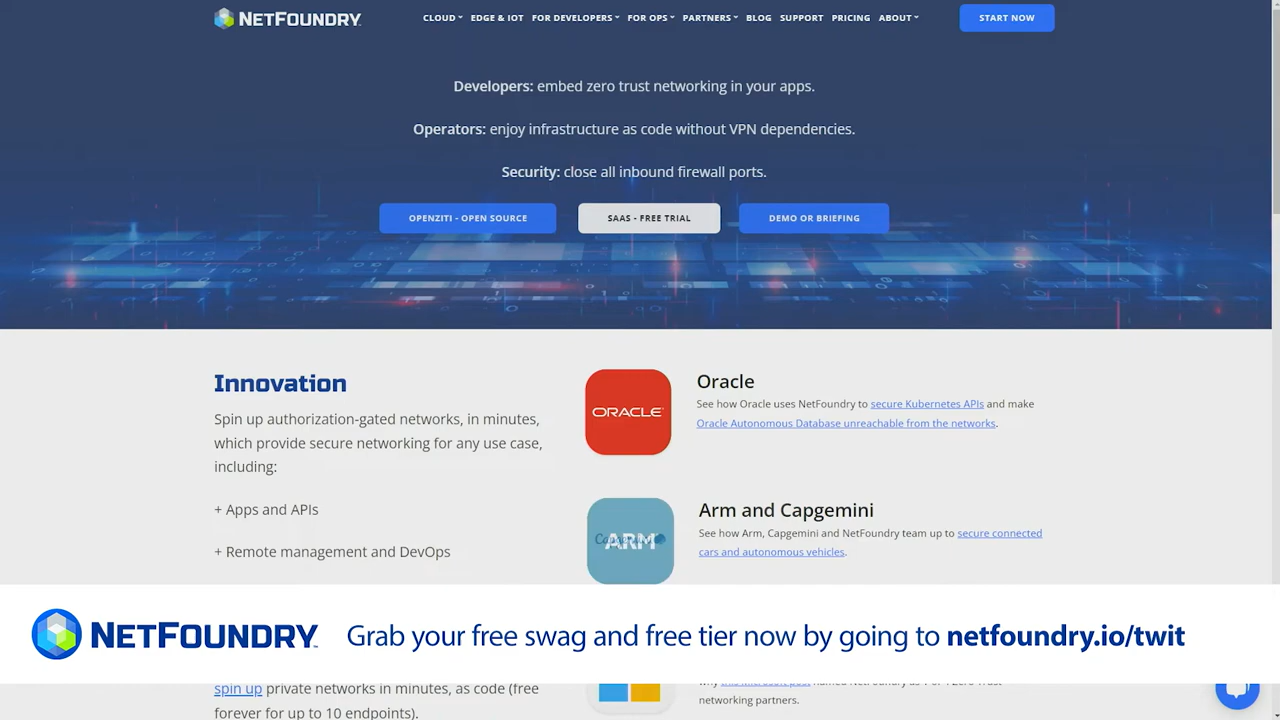 NETFOUNDRY
CLOUD EDGE & IOT FOR DEVELOPERS FOR OPS PARTNERS BLOG SUPPORT PRICING ABOUT START NOW
Developers: embed zero trust networking in your apps.
Operators: enjoy infrastructure as code without VPN dependencies.
Security: close all inbound firewall ports.
OPENZITI - OPEN SOURCE SAAS - FREE TRIAL DEMO OR BRIEFING
Innovation
Spin up authorization-gated networks, in minutes,
which provide secure networking for any use case,
including:
+ Apps and APIs
+ Remote management and DevOps
ORACLE
Oracle
See how Oracle uses NetFoundry to secure Kubernetes APIs and make
Oracle Autonomous Database unreachable from the networks.
ARM
Arm and Capgemini
See how Arm, Capgemini and NetFoundry team up to secure connected
cars and autonomous vehicles.
NETFOUNDRY™ Grab your free swag and free tier now by going to netfoundry.io/twit
spin up private networks in minutes, as code (free
forever for up to 10 endpoints).
networking partners.